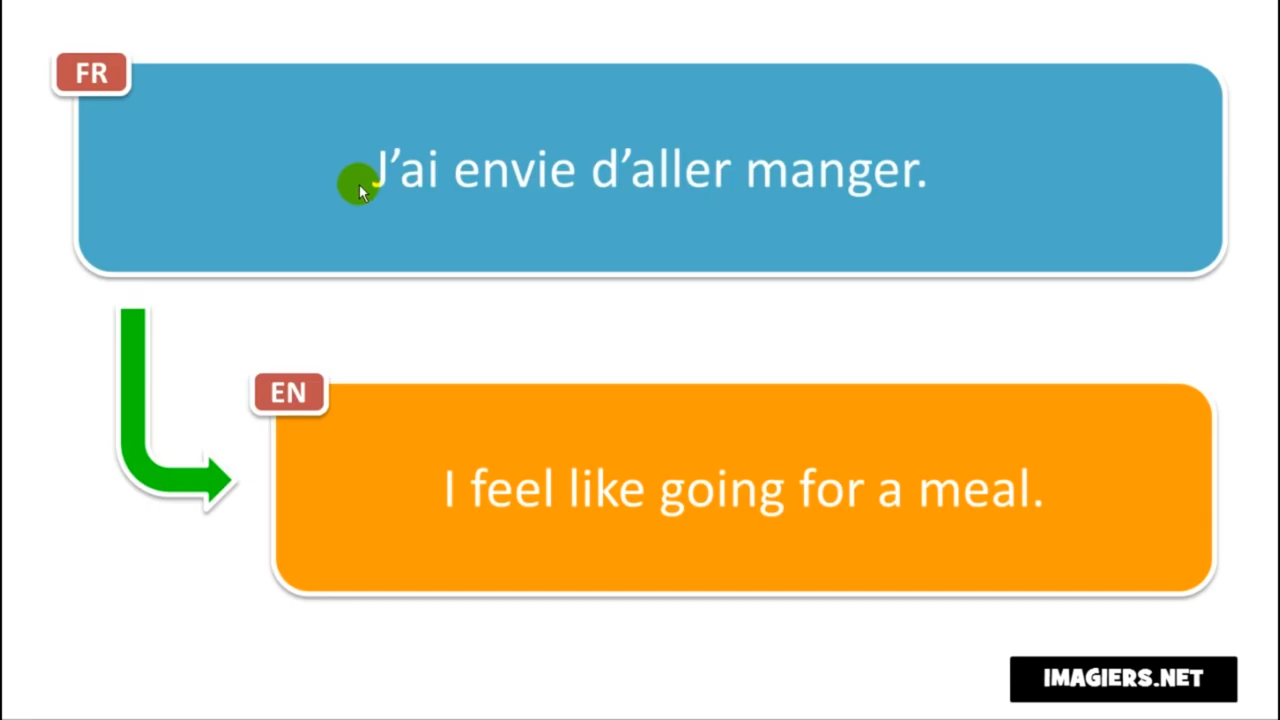 FR
J’ai envie d’aller manger.
EN
I feel like going for a meal.
IMAGIERS.NET